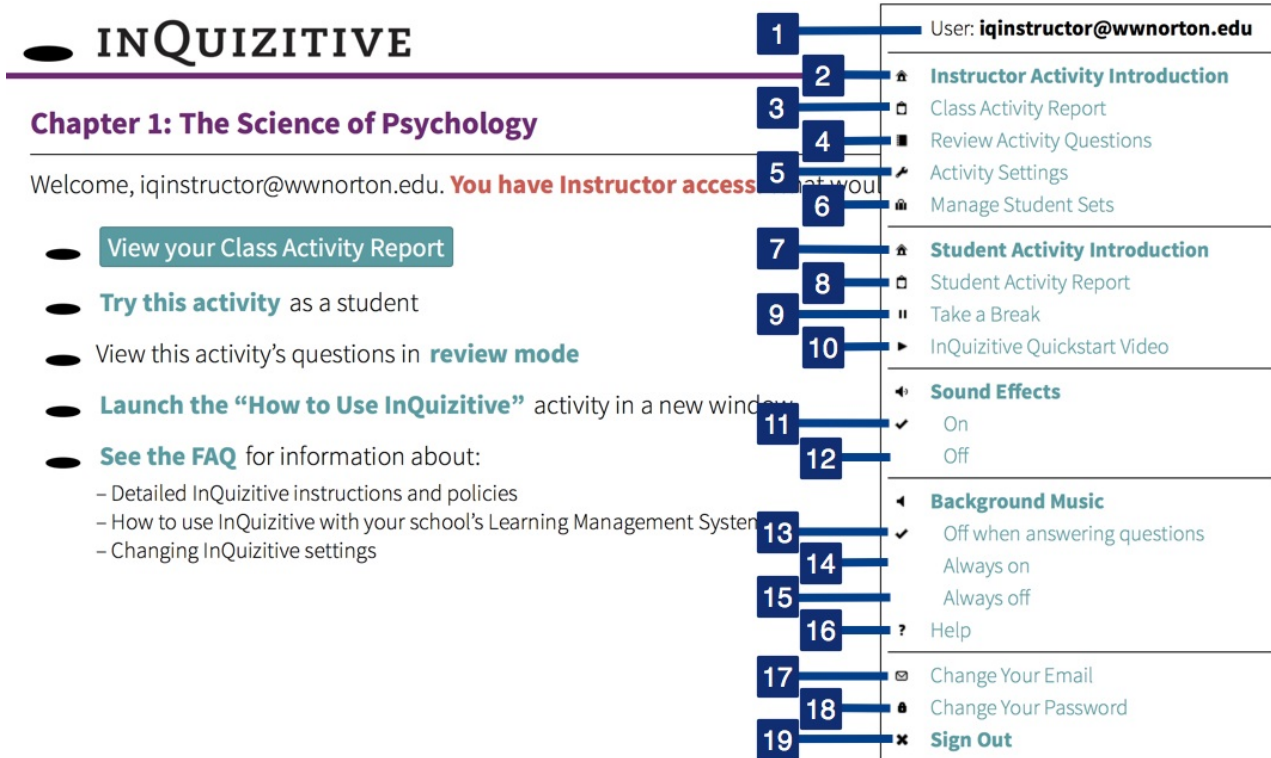 INQUIZITIVE
Chapter 1: The Science of Psychology
Welcome, iqinstructor@wwnorton.edu. You have Instructor access
View your Class Activity Report
Try this activity as a student
View this activity's questions in review mode
Launch the “How to Use InQuizitive” activity in a new window
See the FAQ for information about:
– Detailed InQuizitive instructions and policies
– How to use InQuizitive with your school's Learning Management System
– Changing InQuizitive settings
1 User: iqinstructor@wwnorton.edu
2 Instructor Activity Introduction
3 Class Activity Report
4 Review Activity Questions
5 Activity Settings
6 Manage Student Sets
7 Student Activity Introduction
8 Student Activity Report
9 Take a Break
10 InQuizitive Quickstart Video
Sound Effects
11 On
12 Off
Background Music
13 Off when answering questions
14 Always on
15 Always off
16 ? Help
17 Change Your Email
18 Change Your Password
19 Sign Out